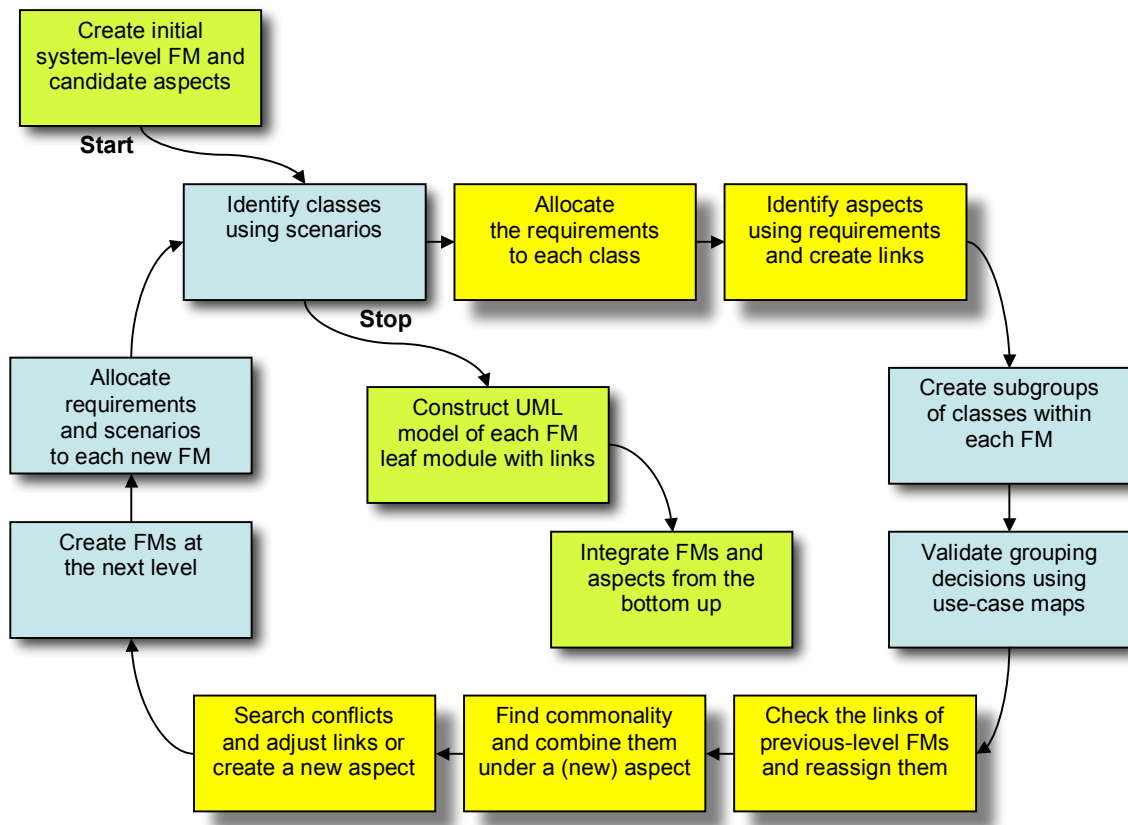 Create initial
system-level FM and
candidate aspects
Start
Identify classes
using scenarios
Allocate
the requirements
to each class
Identify aspects
using requirements
and create links
Stop
Allocate
requirements
and scenarios
to each new FM
Construct UML
model of each FM
leaf module with links
Create subgroups
of classes within
each FM
Create FMs at
the next level
Integrate FMs and
aspects from the
bottom up
Validate grouping
decisions using
use-case maps
Search conflicts
and adjust links or
create a new aspect
Find commonality
and combine them
under a (new) aspect
Check the links of
previous-level FMs
and reassign them